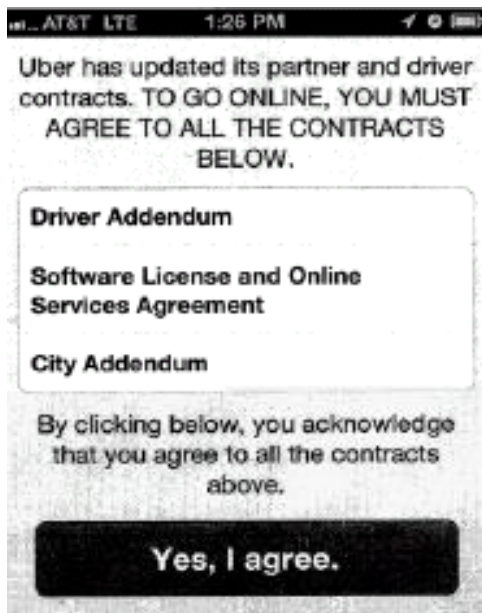 AT&T LTE 1:26 PM
Uber has updated its partner and driver
contracts. TO GO ONLINE, YOU MUST
AGREE TO ALL THE CONTRACTS
BELOW.
Driver Addendum
Software License and Online
Services Agreement
City Addendum
By clicking below, you acknowledge
that you agree to all the contracts
above.
Yes, I agree.